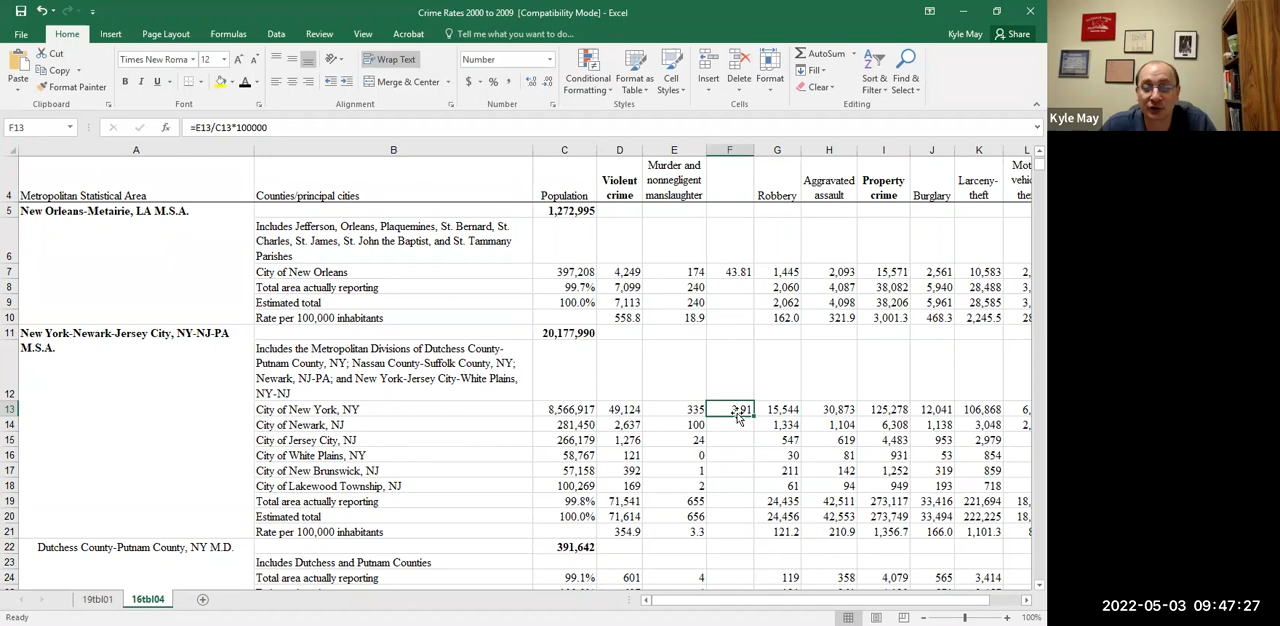 Crime Rates 2000 to 2009 [Compatibility Mode] - Excel
File Home Insert Page Layout Formulas Data Review View Acrobat Tell me what you want to do... Kyle May Share
Paste Cut Copy Format Painter Clipboard
Times New Roma 12 B I U A Font
Wrap Text Merge & Center Alignment
Number $ % , Number
Conditional Formatting Format as Table Cell Styles Styles
Insert Delete Format Cells
AutoSum Fill Clear Sort & Filter Find & Select Editing
Kyle May
F13 fx =E13/C13*100000
A B C D E F G H I J K L
4 Metropolitan Statistical Area Counties/principal cities Population Violent crime Murder and nonnegligent manslaughter Robbery Aggravated assault Property crime Burglary Larceny-theft Mot vehic the
5 New Orleans-Metairie, LA M.S.A. 1,272,995
6 Includes Jefferson, Orleans, Plaquemines, St. Bernard, St.
Charles, St. James, St. John the Baptist, and St. Tammany
Parishes
7 City of New Orleans 397,208 4,249 174 43.81 1,445 2,093 15,571 2,561 10,583 2,
8 Total area actually reporting 99.7% 7,099 240 2,060 4,087 38,082 5,940 28,488 3,
9 Estimated total 100.0% 7,113 240 2,062 4,098 38,206 5,961 28,585 3,
10 Rate per 100,000 inhabitants 558.8 18.9 162.0 321.9 3,001.3 468.3 2,245.5 28
11 New York-Newark-Jersey City, NY-NJ-PA 20,177,990
M.S.A.
12 Includes the Metropolitan Divisions of Dutchess County-
Putnam County, NY; Nassau County-Suffolk County, NY;
Newark, NJ-PA; and New York-Jersey City-White Plains,
NY-NJ
13 City of New York, NY 8,566,917 49,124 335 3.91 15,544 30,873 125,278 12,041 106,868 6,
14 City of Newark, NJ 281,450 2,637 100 1,334 1,104 6,308 1,138 3,048 2,
15 City of Jersey City, NJ 266,179 1,276 24 547 619 4,483 953 2,979
16 City of White Plains, NY 58,767 121 0 30 81 931 53 854
17 City of New Brunswick, NJ 57,158 392 1 211 142 1,252 319 859
18 City of Lakewood Township, NJ 100,269 169 2 61 94 949 193 718
19 Total area actually reporting 99.8% 71,541 655 24,435 42,511 273,117 33,416 221,694 18,
20 Estimated total 100.0% 71,614 656 24,456 42,553 273,749 33,494 222,225 18,
21 Rate per 100,000 inhabitants 354.9 3.3 121.2 210.9 1,356.7 166.0 1,101.3 8
22 Dutchess County-Putnam County, NY M.D. 391,642
23 Includes Dutchess and Putnam Counties
24 Total area actually reporting 99.1% 601 4 119 358 4,079 565 3,414
19tbl01 16tbl04
Ready 100%
2022-05-03 09:47:27